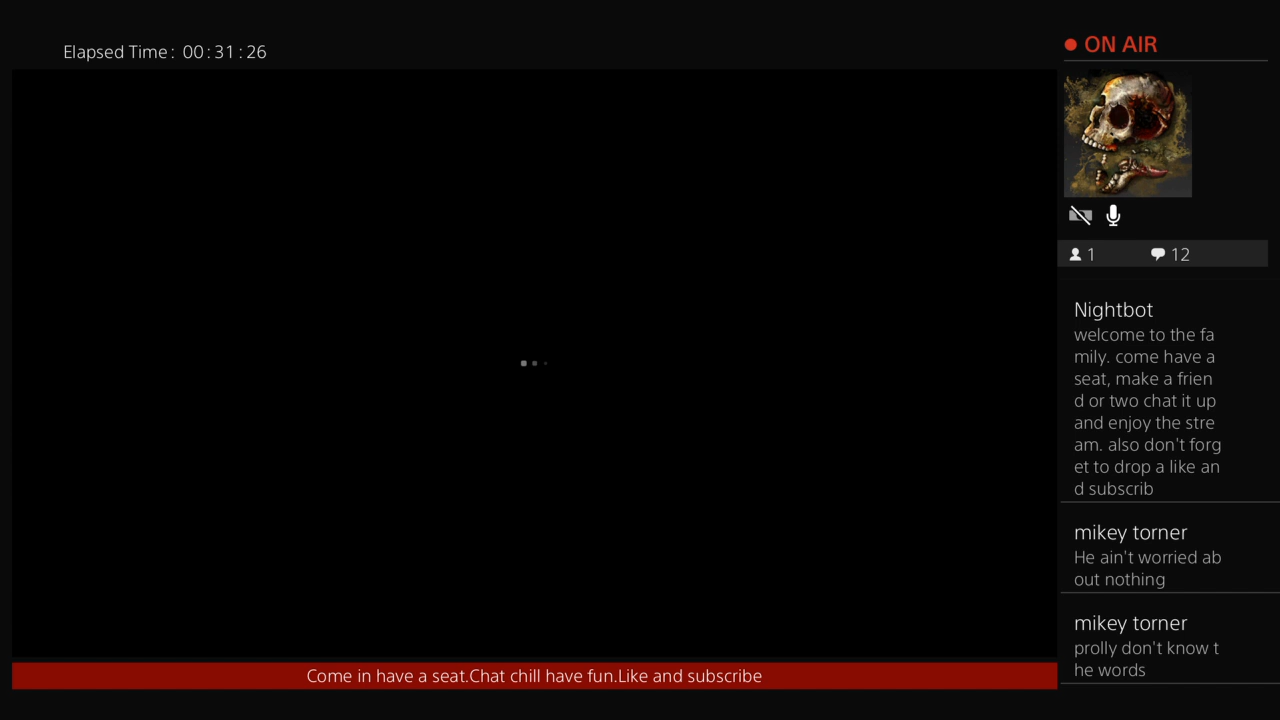 Elapsed Time: 00:31:26
ON AIR
1
12
Nightbot
welcome to the fa
mily. come have a
seat, make a frien
d or two chat it up
and enjoy the stre
am. also don't forg
et to drop a like an
d subscrib
mikey torner
He ain't worried ab
out nothing
mikey torner
prolly don't know t
he words
Come in have a seat.Chat chill have fun.Like and subscribe